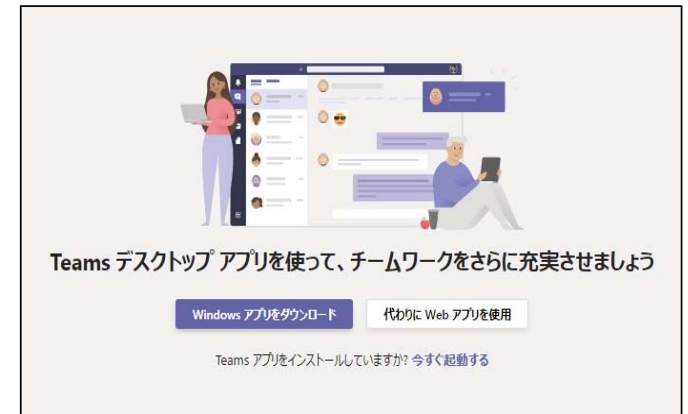 Teams デスクトップ アプリを使って、チームワークをさらに充実させましょう
Windows アプリをダウンロード
代わりに Web アプリを使用
Teams アプリをインストールしていますか? 今すぐ起動する